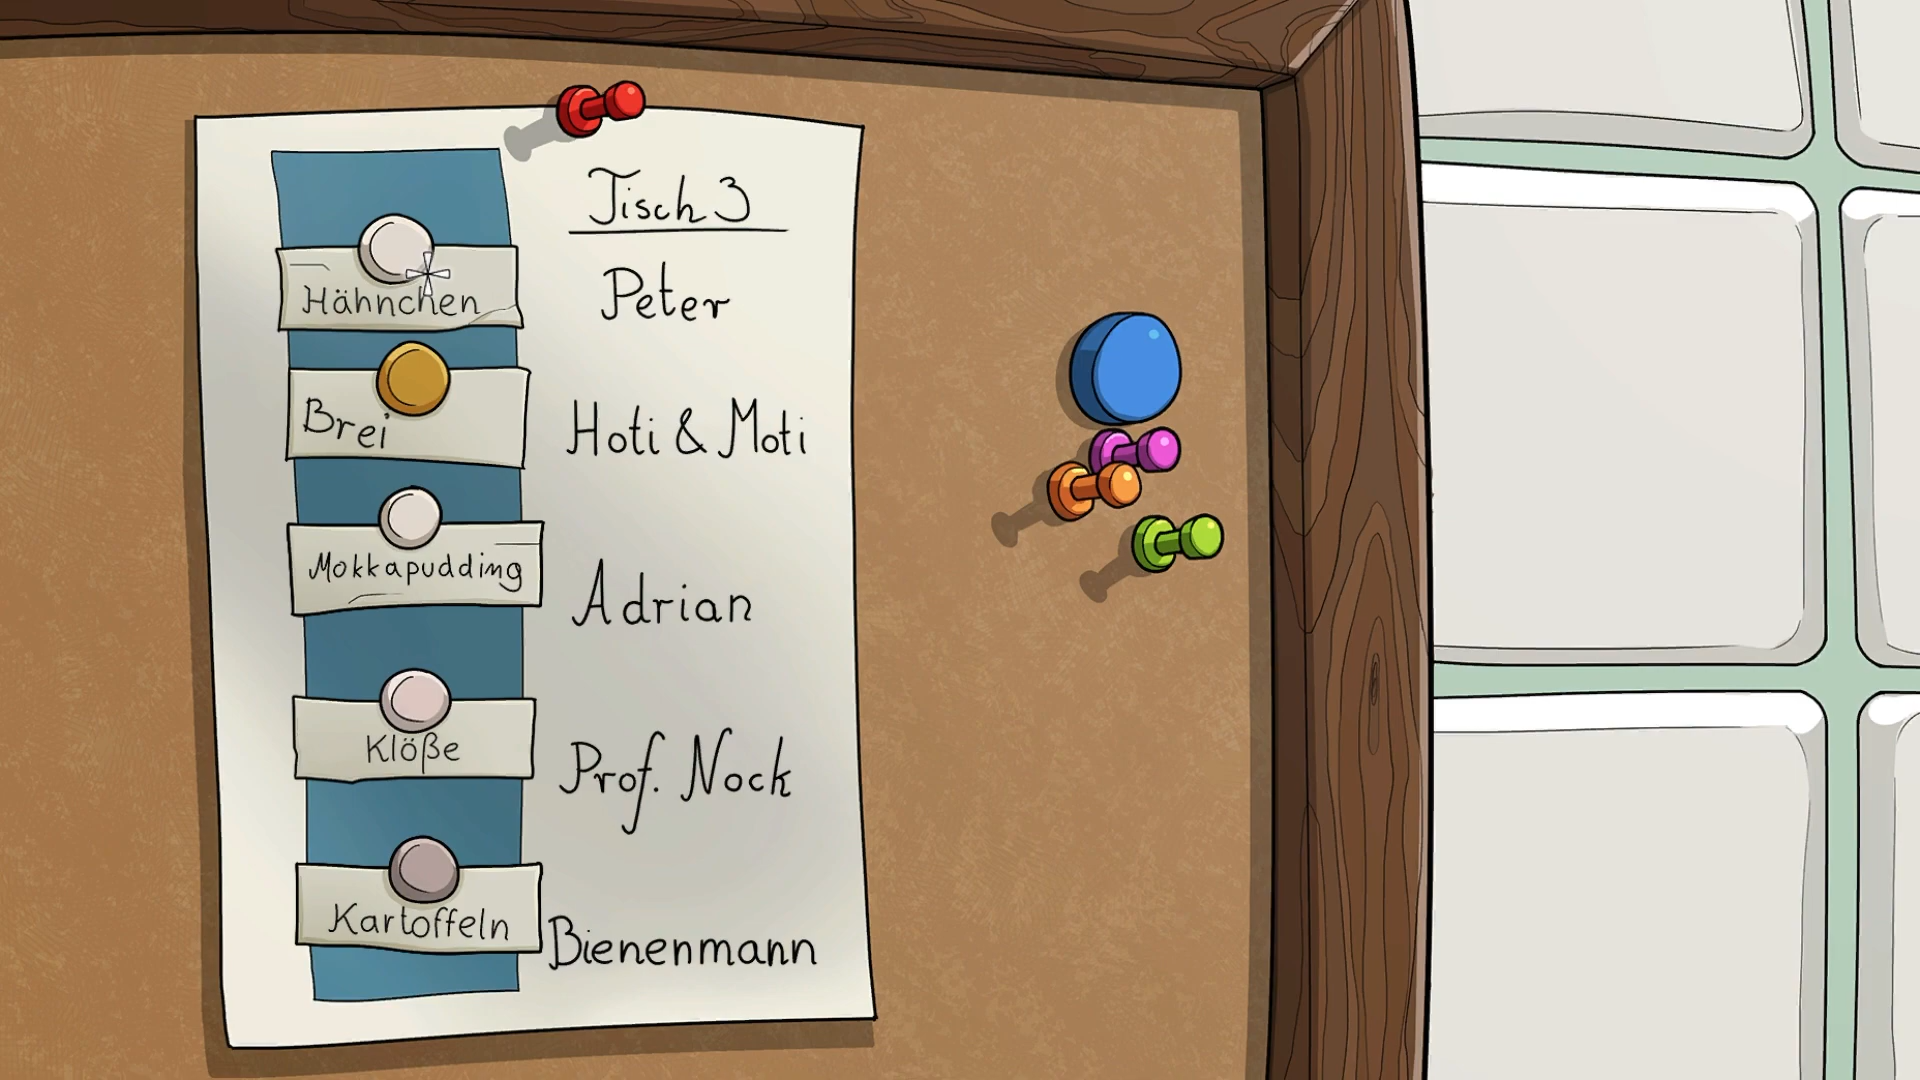 Tisch 3
Hähnchen Peter
Brei Hoti & Moti
Mokkapudding Adrian
Klöße Prof. Nock
Kartoffeln Bienenmann